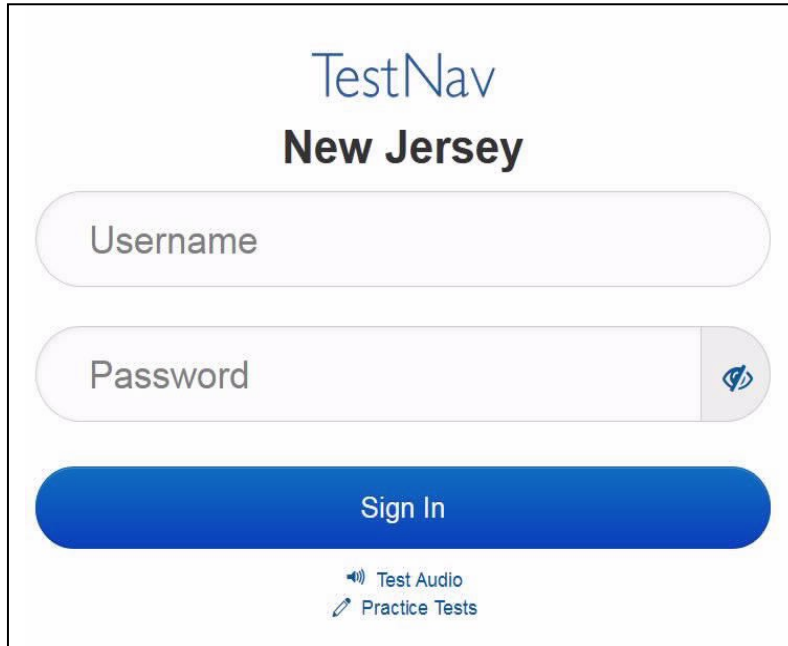 TestNav
New Jersey
Username
Password
Sign In
Test Audio
Practice Tests